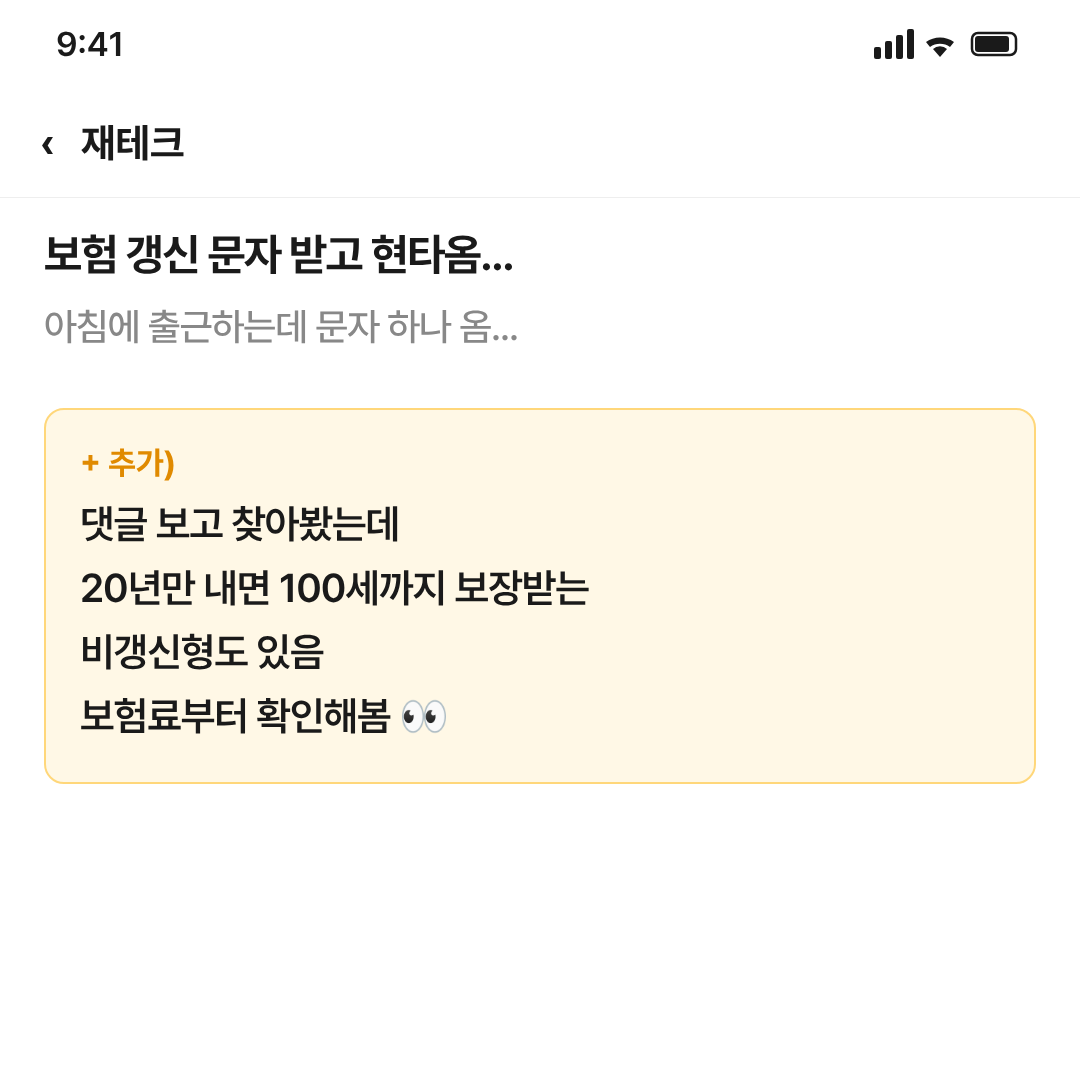 9:41
‹ 재테크
보험 갱신 문자 받고 현타옴...
아침에 출근하는데 문자 하나 옴...
+ 추가)
댓글 보고 찾아봤는데
20년만 내면 100세까지 보장받는
비갱신형도 있음
보험료부터 확인해봄 👀